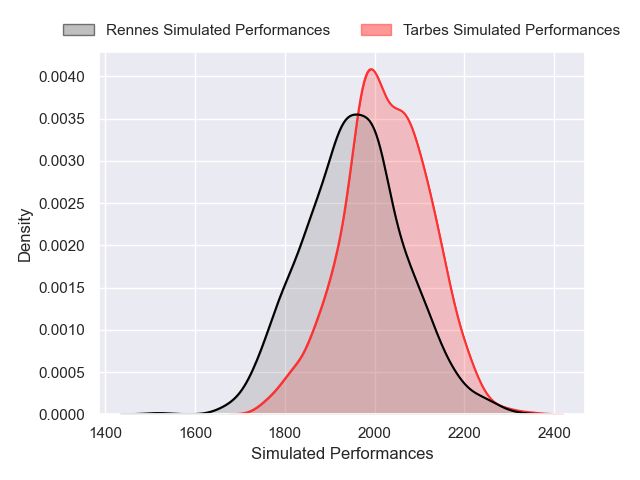 Rennes Simulated Performances Tarbes Simulated Performances
0.0040
0.0035
0.0030
0.0025
0.0020
0.0015
0.0010
0.0005
0.0000
Density
1400 1600 1800 2000 2200 2400
Simulated Performances